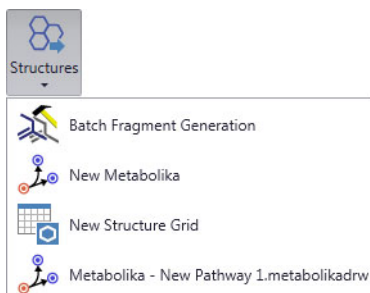 Structures
Batch Fragment Generation
New Metabolika
New Structure Grid
Metabolika - New Pathway 1.metabolikadrw